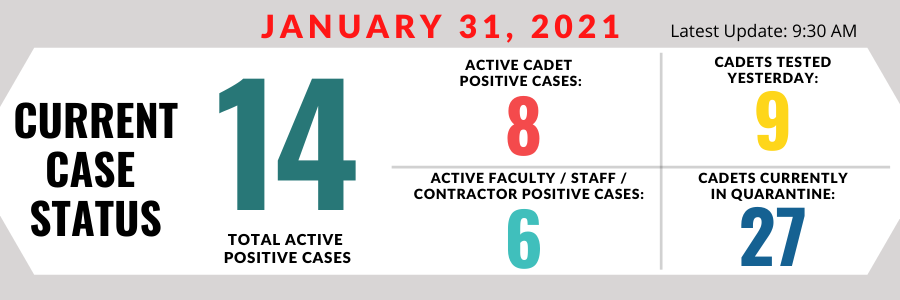 JANUARY 31, 2021
Latest Update: 9:30 AM
CURRENT
CASE
STATUS
14
TOTAL ACTIVE
POSITIVE CASES
ACTIVE CADET
POSITIVE CASES:
8
CADETS TESTED
YESTERDAY:
9
ACTIVE FACULTY / STAFF /
CONTRACTOR POSITIVE CASES:
6
CADETS CURRENTLY
IN QUARANTINE:
27